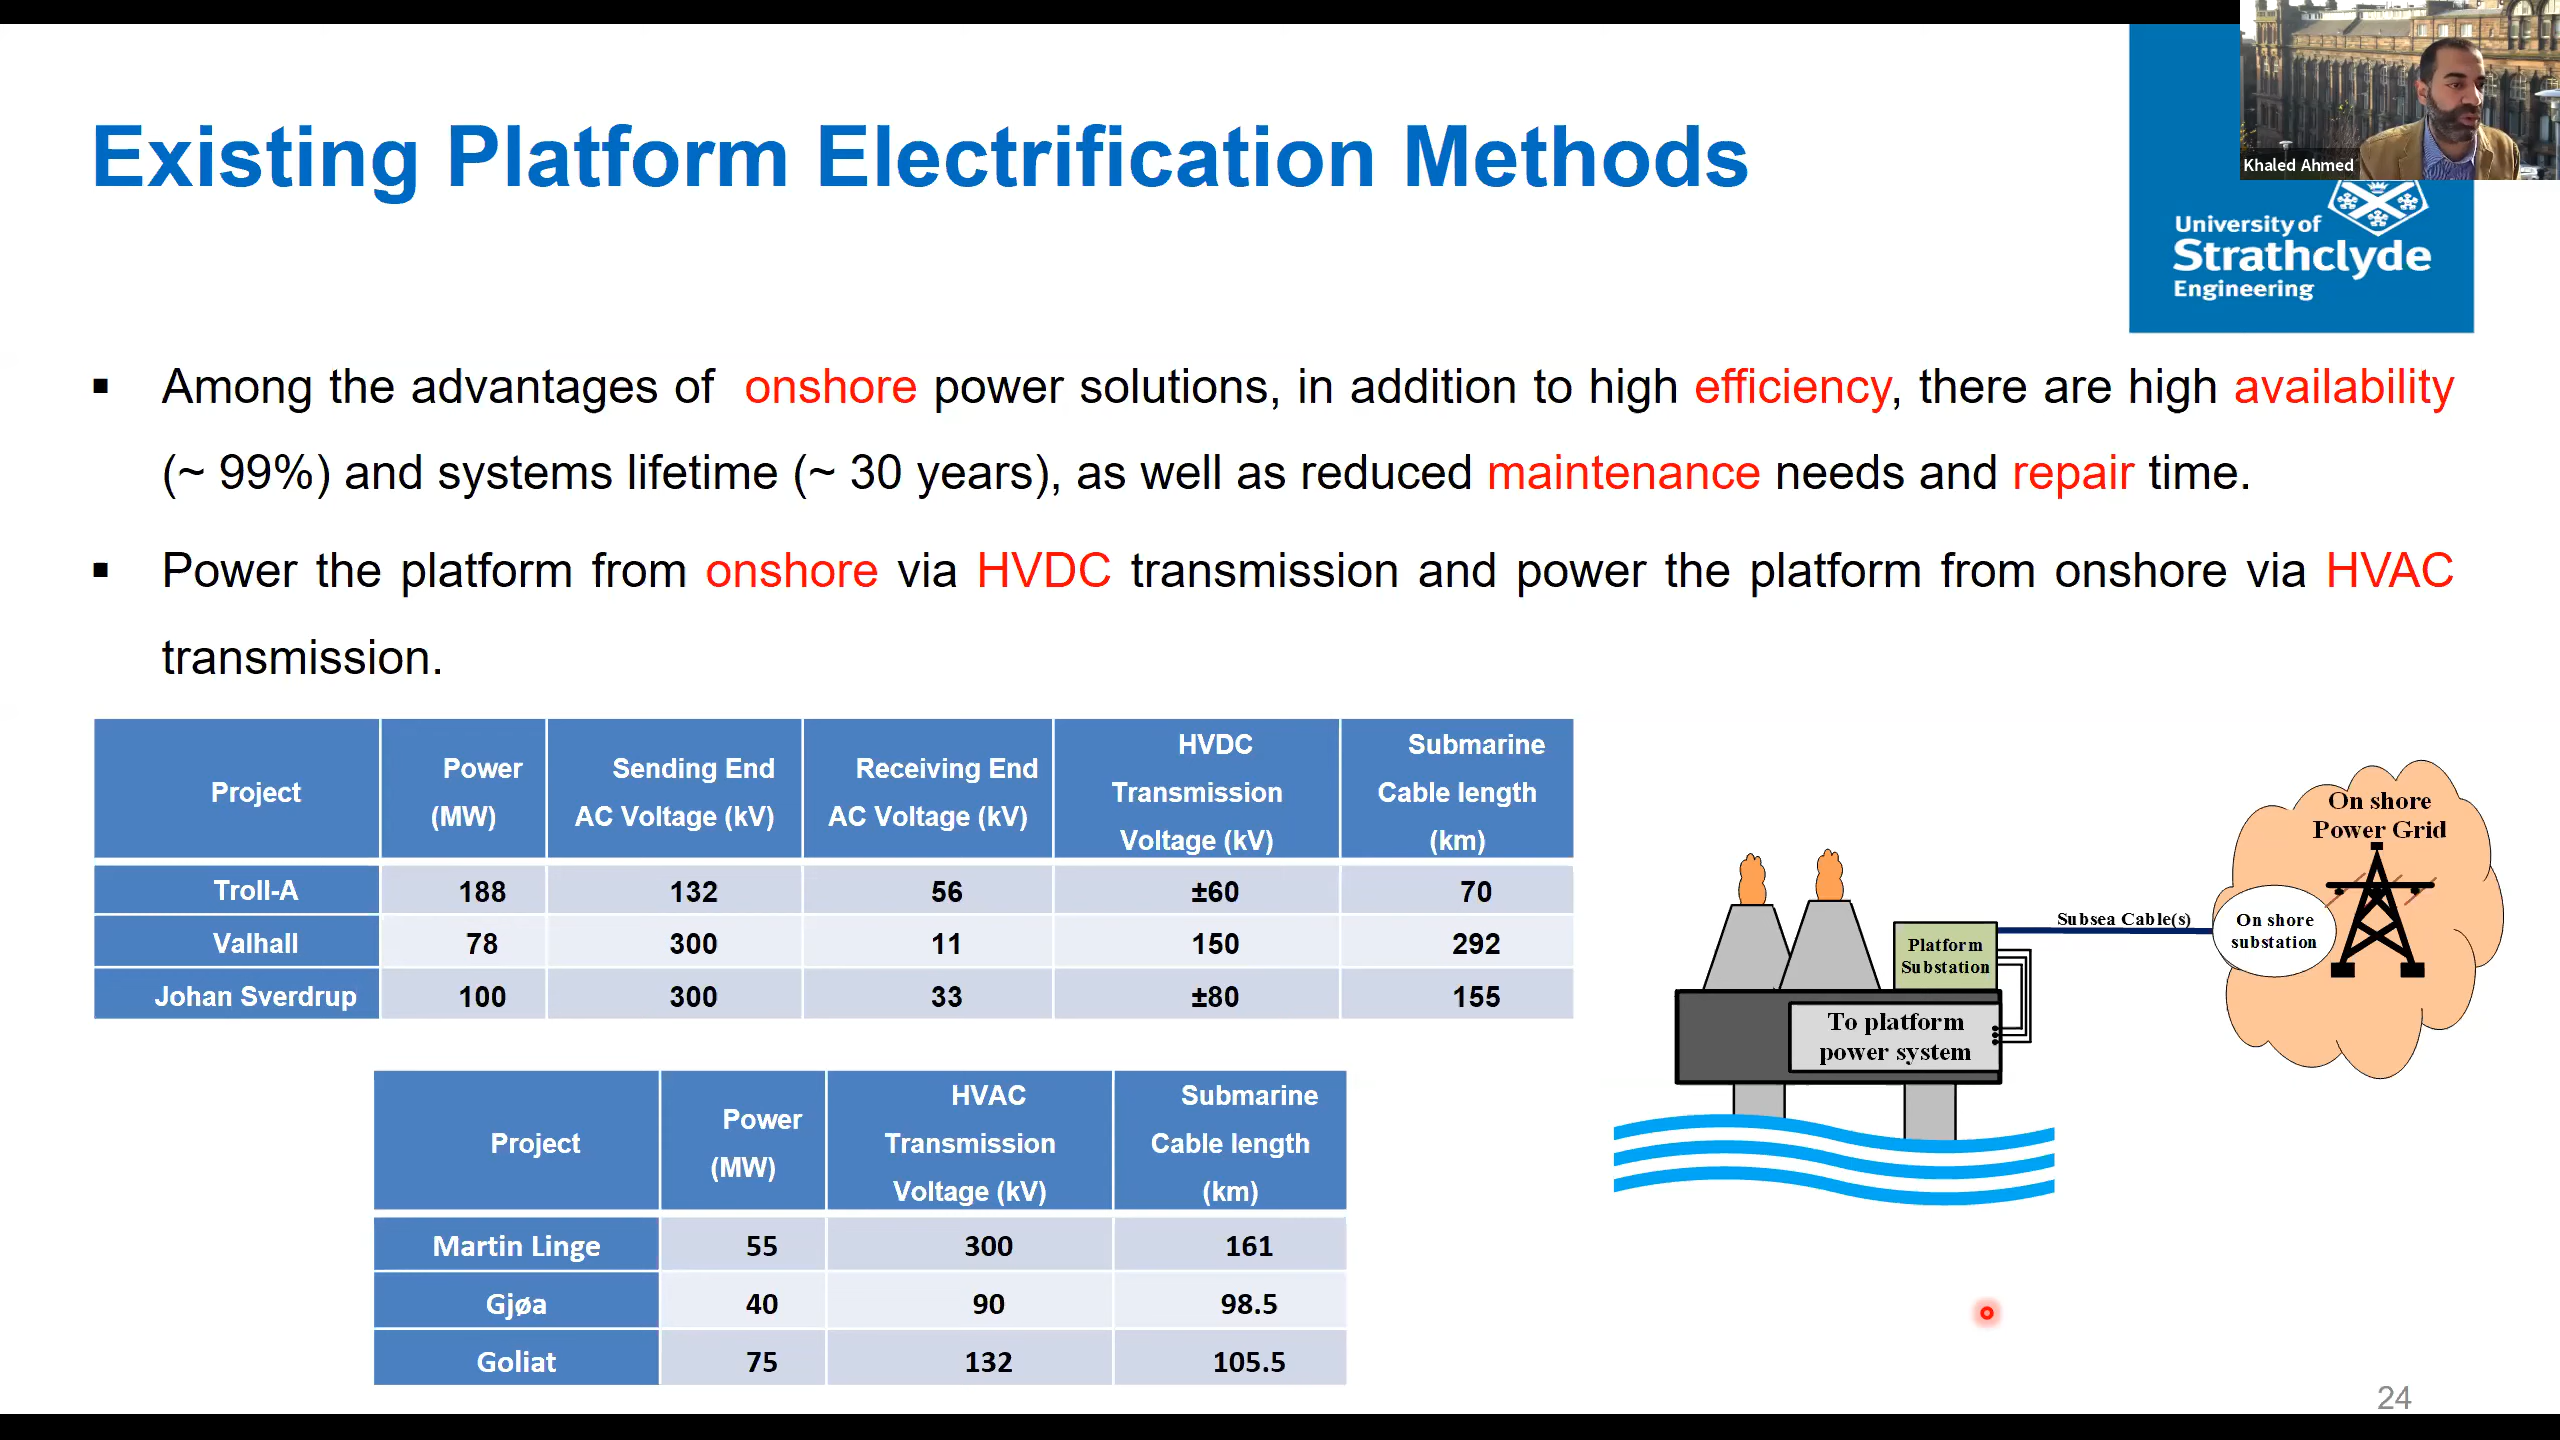 Existing Platform Electrification Methods
Khaled Ahmed
University of
Strathclyde
Engineering
▪ Among the advantages of onshore power solutions, in addition to high efficiency, there are high availability
(~ 99%) and systems lifetime (~ 30 years), as well as reduced maintenance needs and repair time.
▪ Power the platform from onshore via HVDC transmission and power the platform from onshore via HVAC
transmission.
Project
Power
(MW)
Sending End
AC Voltage (kV)
Receiving End
AC Voltage (kV)
HVDC
Transmission
Voltage (kV)
Submarine
Cable length
(km)
Troll-A 188 132 56 ±60 70
Valhall 78 300 11 150 292
Johan Sverdrup 100 300 33 ±80 155
Project
Power
(MW)
HVAC
Transmission
Voltage (kV)
Submarine
Cable length
(km)
Martin Linge 55 300 161
Gjøa 40 90 98.5
Goliat 75 132 105.5
On shore
Power Grid
On shore
substation
Subsea Cable(s)
Platform
Substation
To platform
power system
24